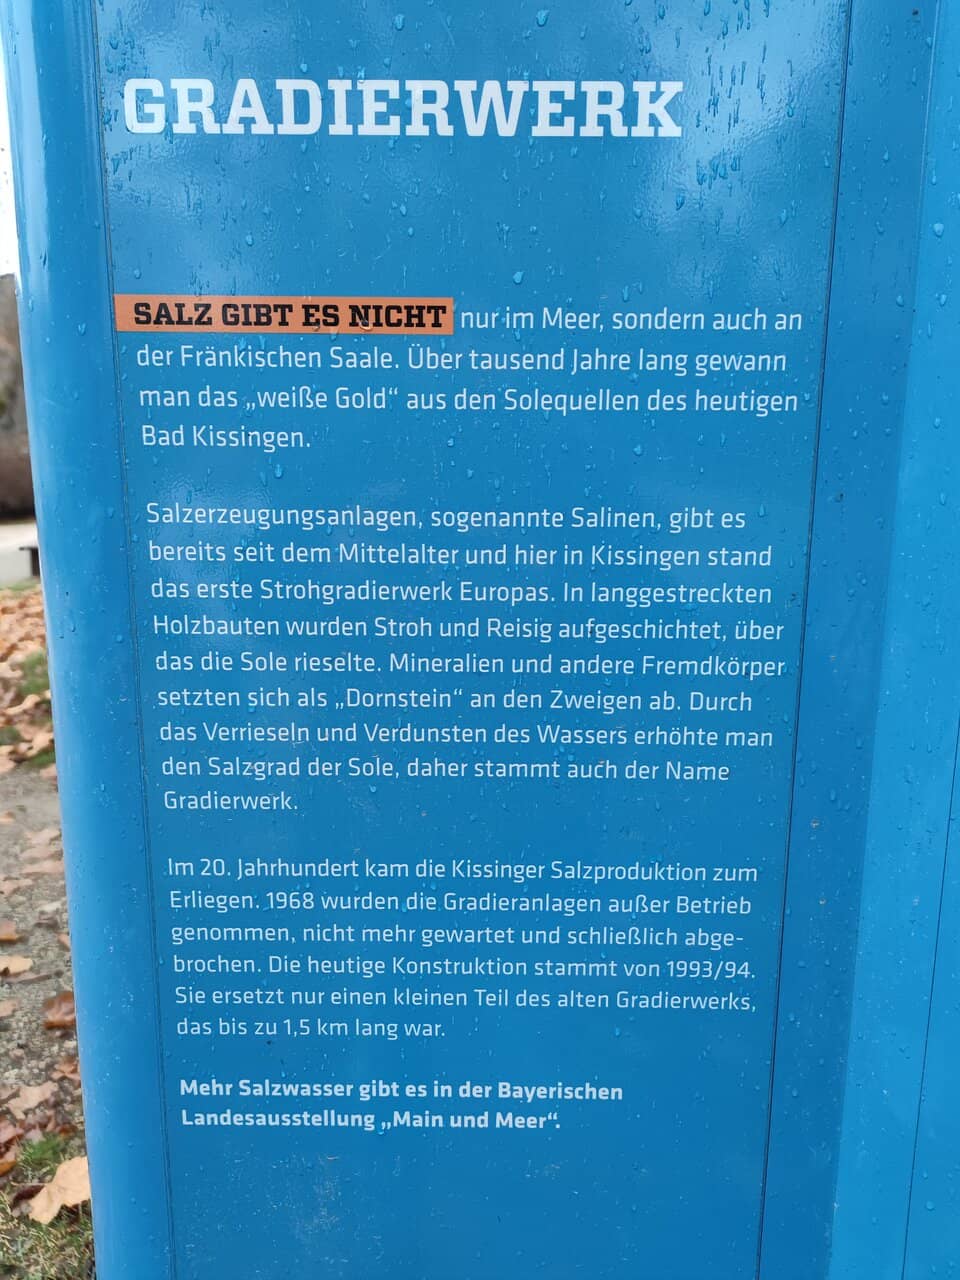 GRADIERWERK
SALZ GIBT ES NICHT nur im Meer, sondern auch an
der Fränkischen Saale. Über tausend Jahre lang gewann
man das „weiße Gold“ aus den Solequellen des heutigen
Bad Kissingen.
Salzerzeugungsanlagen, sogenannte Salinen, gibt es
bereits seit dem Mittelalter und hier in Kissingen stand
das erste Strohgradierwerk Europas. In langgestreckten
Holzbauten wurden Stroh und Reisig aufgeschichtet, über
das die Sole rieselte. Mineralien und andere Fremdkörper
setzten sich als „Dornstein“ an den Zweigen ab. Durch
das Verrieseln und Verdunsten des Wassers erhöhte man
den Salzgrad der Sole, daher stammt auch der Name
Gradierwerk.
Im 20. Jahrhundert kam die Kissinger Salzproduktion zum
Erliegen. 1968 wurden die Gradieranlagen außer Betrieb
genommen, nicht mehr gewartet und schließlich abge-
brochen. Die heutige Konstruktion stammt von 1993/94.
Sie ersetzt nur einen kleinen Teil des alten Gradierwerks,
das bis zu 1,5 km lang war.
Mehr Salzwasser gibt es in der Bayerischen
Landesausstellung „Main und Meer“.